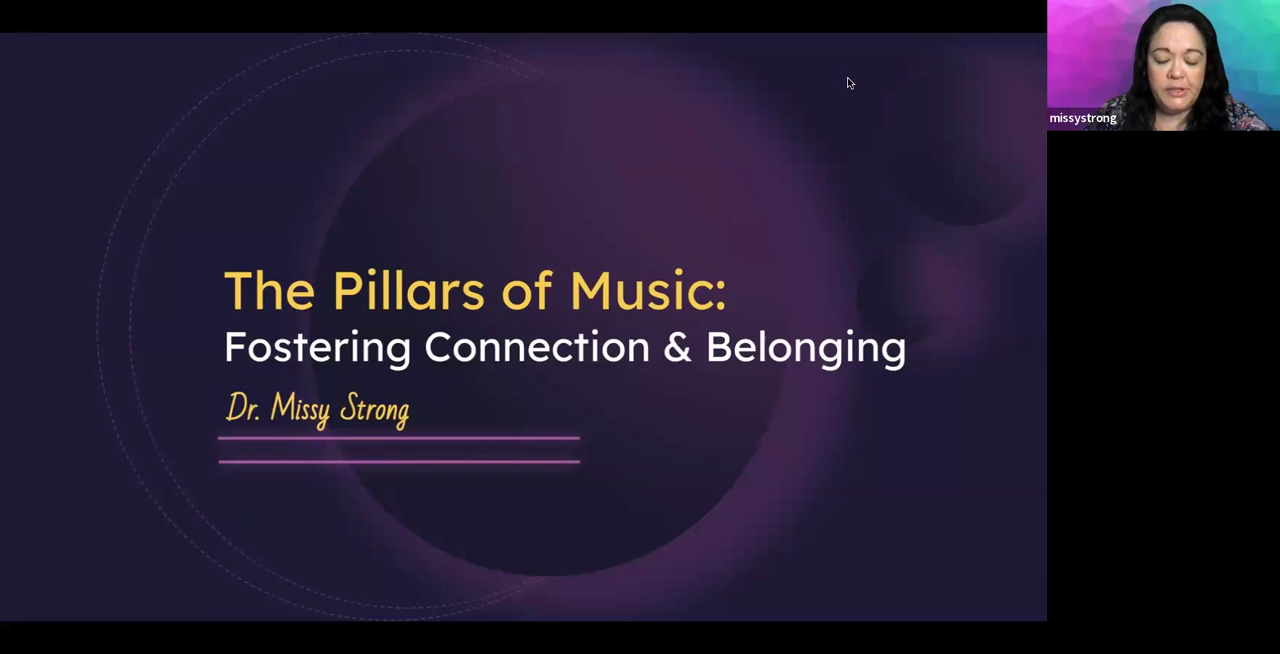 The Pillars of Music:
Fostering Connection & Belonging
Dr. Missy Strong
missystrong